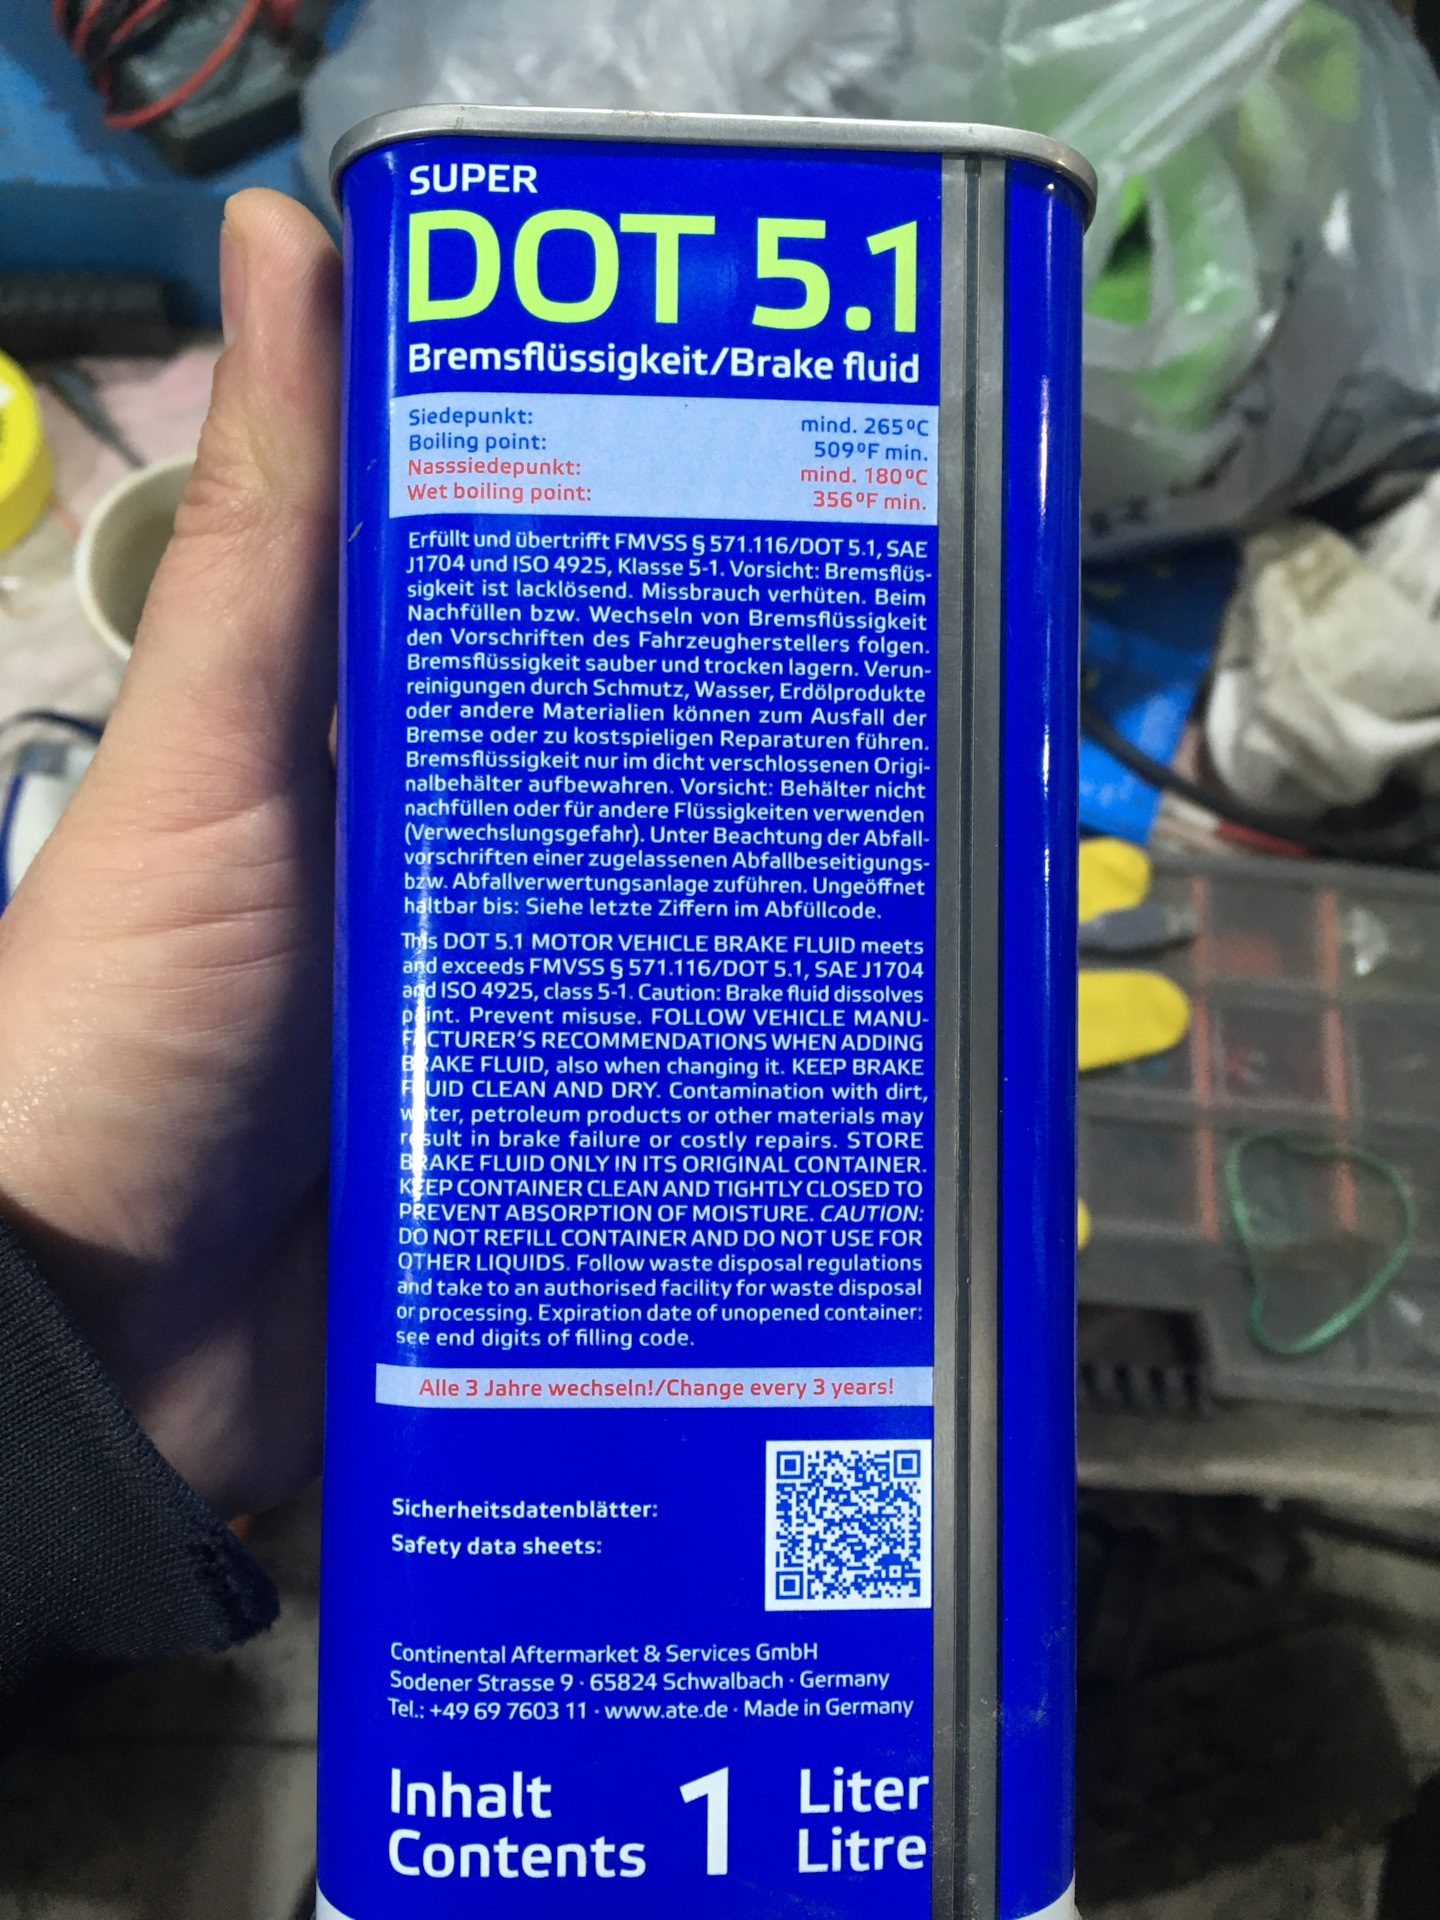 SUPER
DOT 5.1
Bremsflüssigkeit/Brake fluid
Siedepunkt: mind. 265ºC
Boiling point: 509ºF min.
Nasssiedepunkt: mind. 180ºC
Wet boiling point: 356ºF min.
Erfüllt und übertrifft FMVSS § 571.116/DOT 5.1, SAE
J1704 und ISO 4925, Klasse 5-1. Vorsicht: Bremsflüs-
sigkeit ist lacklösend. Missbrauch verhüten. Beim
Nachfüllen bzw. Wechseln von Bremsflüssigkeit
den Vorschriften des Fahrzeugherstellers folgen.
Bremsflüssigkeit sauber und trocken lagern. Verun-
reinigungen durch Schmutz, Wasser, Erdölprodukte
oder andere Materialien können zum Ausfall der
Bremse oder zu kostspieligen Reparaturen führen.
Bremsflüssigkeit nur im dicht verschlossenen Origi-
nalbehälter aufbewahren. Vorsicht: Behälter nicht
nachfüllen oder für andere Flüssigkeiten verwenden
(Verwechslungsgefahr). Unter Beachtung der Abfall-
vorschriften einer zugelassenen Abfallbeseitigungs-
bzw. Abfallverwertungsanlage zuführen. Ungeöffnet
haltbar bis: Siehe letzte Ziffern im Abfüllcode.
This DOT 5.1 MOTOR VEHICLE BRAKE FLUID meets
and exceeds FMVSS § 571.116/DOT 5.1, SAE J1704
and ISO 4925, class 5-1. Caution: Brake fluid dissolves
paint. Prevent misuse. FOLLOW VEHICLE MANU-
FACTURER'S RECOMMENDATIONS WHEN ADDING
BRAKE FLUID, also when changing it. KEEP BRAKE
FLUID CLEAN AND DRY. Contamination with dirt,
water, petroleum products or other materials may
result in brake failure or costly repairs. STORE
BRAKE FLUID ONLY IN ITS ORIGINAL CONTAINER.
KEEP CONTAINER CLEAN AND TIGHTLY CLOSED TO
PREVENT ABSORPTION OF MOISTURE. CAUTION:
DO NOT REFILL CONTAINER AND DO NOT USE FOR
OTHER LIQUIDS. Follow waste disposal regulations
and take to an authorised facility for waste disposal
or processing. Expiration date of unopened container:
see end digits of filling code.
Alle 3 Jahre wechseln!/Change every 3 years!
Sicherheitsdatenblätter:
Safety data sheets:
Continental Aftermarket & Services GmbH
Sodener Strasse 9 · 65824 Schwalbach · Germany
Tel.: +49 69 7603 11 · www.ate.de · Made in Germany
Inhalt 1 Liter
Contents Litre